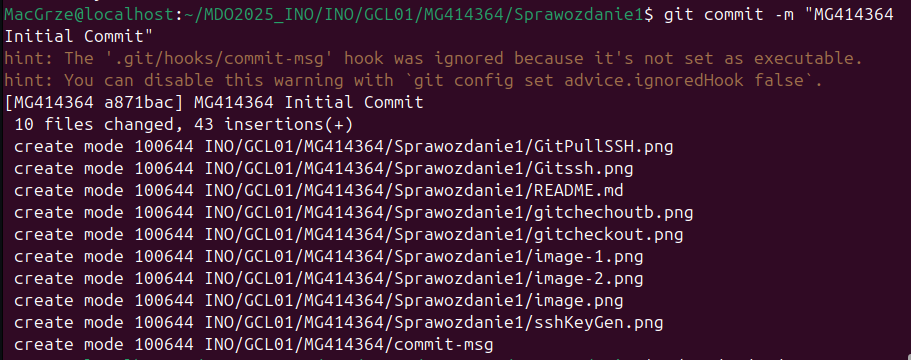 MacGrze@localhost:~/MDO2025_INO/INO/GCL01/MG414364/Sprawozdanie1$ git commit -m "MG414364
Initial Commit"
hint: The '.git/hooks/commit-msg' hook was ignored because it's not set as executable.
hint: You can disable this warning with `git config set advice.ignoredHook false`.
[MG414364 a871bac] MG414364 Initial Commit
 10 files changed, 43 insertions(+)
 create mode 100644 INO/GCL01/MG414364/Sprawozdanie1/GitPullSSH.png
 create mode 100644 INO/GCL01/MG414364/Sprawozdanie1/Gitssh.png
 create mode 100644 INO/GCL01/MG414364/Sprawozdanie1/README.md
 create mode 100644 INO/GCL01/MG414364/Sprawozdanie1/gitchechoutb.png
 create mode 100644 INO/GCL01/MG414364/Sprawozdanie1/gitcheckout.png
 create mode 100644 INO/GCL01/MG414364/Sprawozdanie1/image-1.png
 create mode 100644 INO/GCL01/MG414364/Sprawozdanie1/image-2.png
 create mode 100644 INO/GCL01/MG414364/Sprawozdanie1/image.png
 create mode 100644 INO/GCL01/MG414364/Sprawozdanie1/sshKeyGen.png
 create mode 100644 INO/GCL01/MG414364/commit-msg